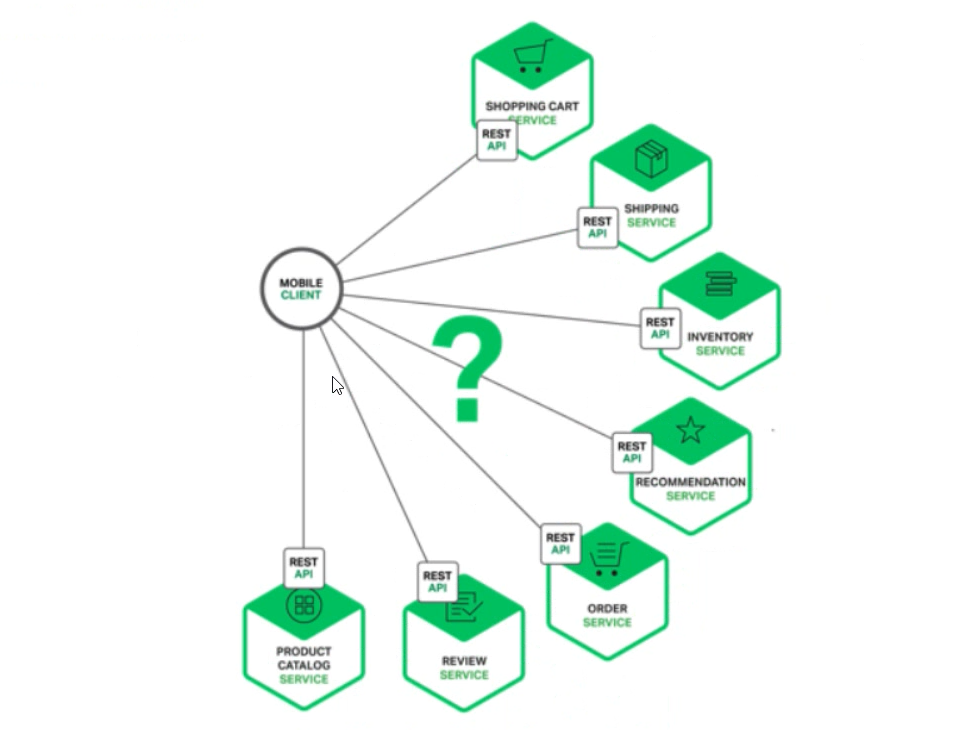 SHOPPING CART
SERVICE
REST
API
SHIPPING
SERVICE
REST
API
MOBILE
CLIENT
?
REST
API
INVENTORY
SERVICE
REST
API
RECOMMENDATION
SERVICE
REST
API
ORDER
SERVICE
REST
API
PRODUCT
CATALOG
SERVICE
REST
API
REVIEW
SERVICE